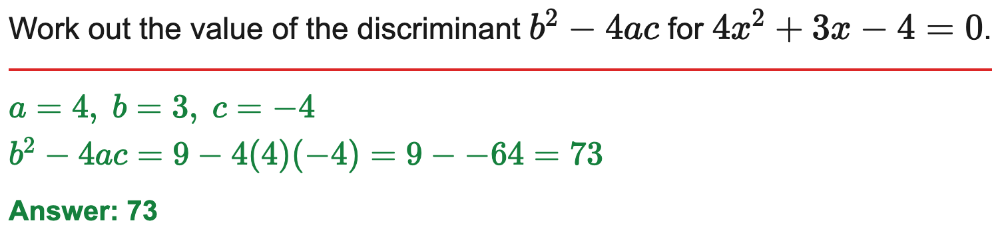 Work out the value of the discriminant b² − 4ac for 4x² + 3x − 4 = 0.
a = 4, b = 3, c = −4
b² − 4ac = 9 − 4(4)(−4) = 9 − −64 = 73
Answer: 73